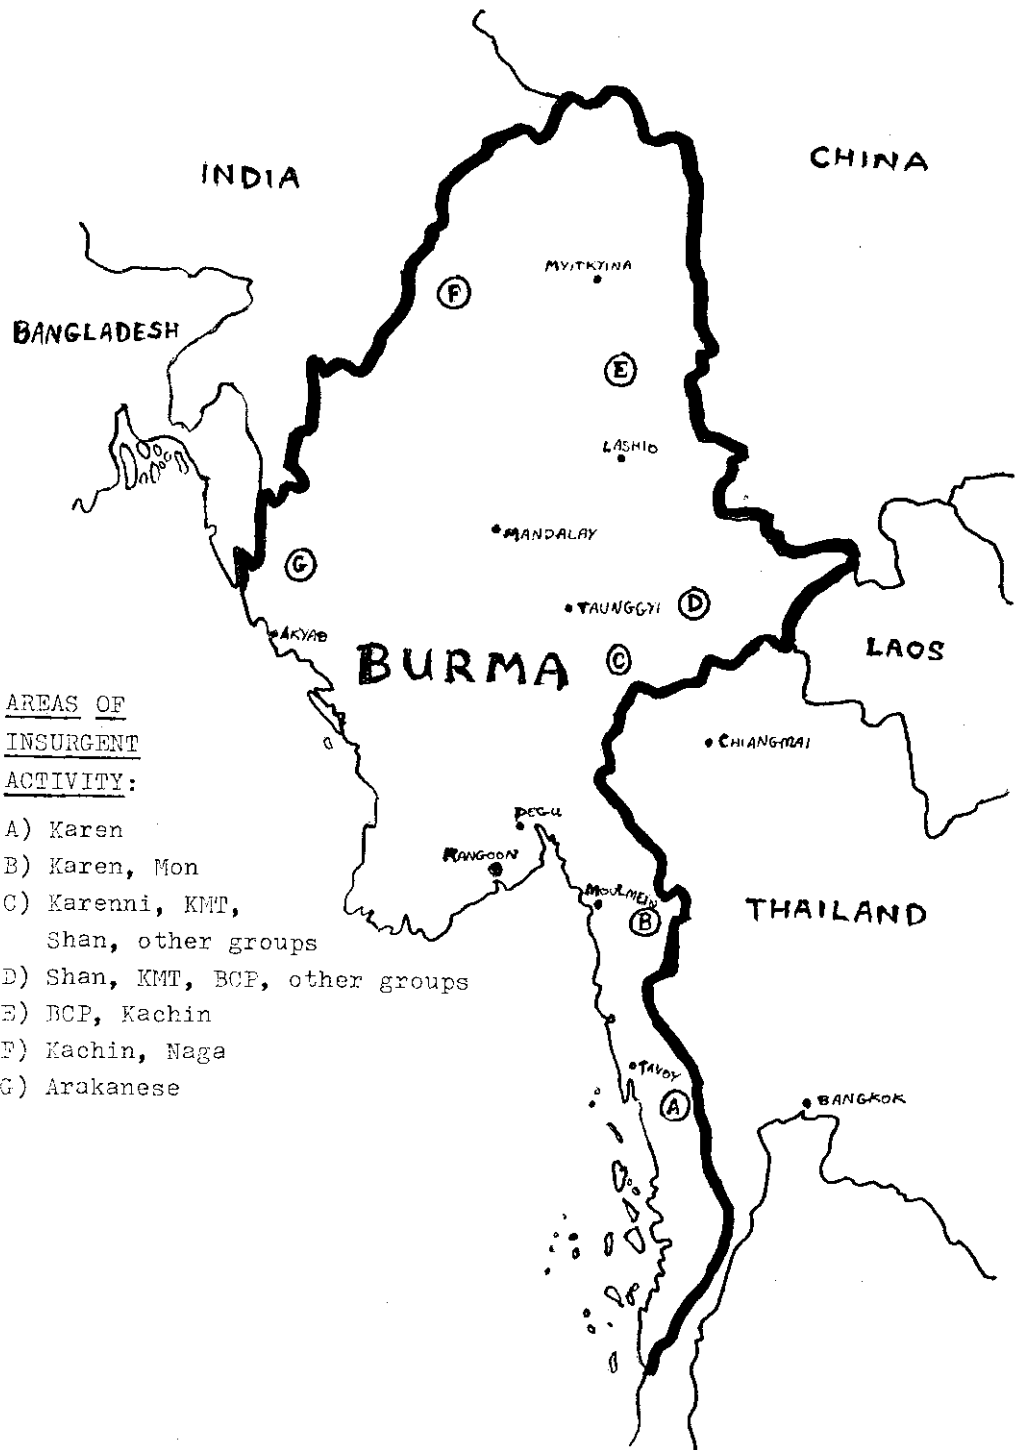 INDIA
CHINA
MYITKYINA
F
BANGLADESH
E
LASHIO
MANDALAY
G
TAUNGGYI
D
AKYAB
BURMA
C
LAOS
AREAS OF
INSURGENT
ACTIVITY:
CHIANGMAI
PEGU
A) Karen
RANGOON
B) Karen, Mon
MOULMEIN
C) Karenni, KMT,
B
THAILAND
Shan, other groups
D) Shan, KMT, BCP, other groups
E) BCP, Kachin
F) Kachin, Naga
TAVOY
G) Arakanese
A
BANGKOK